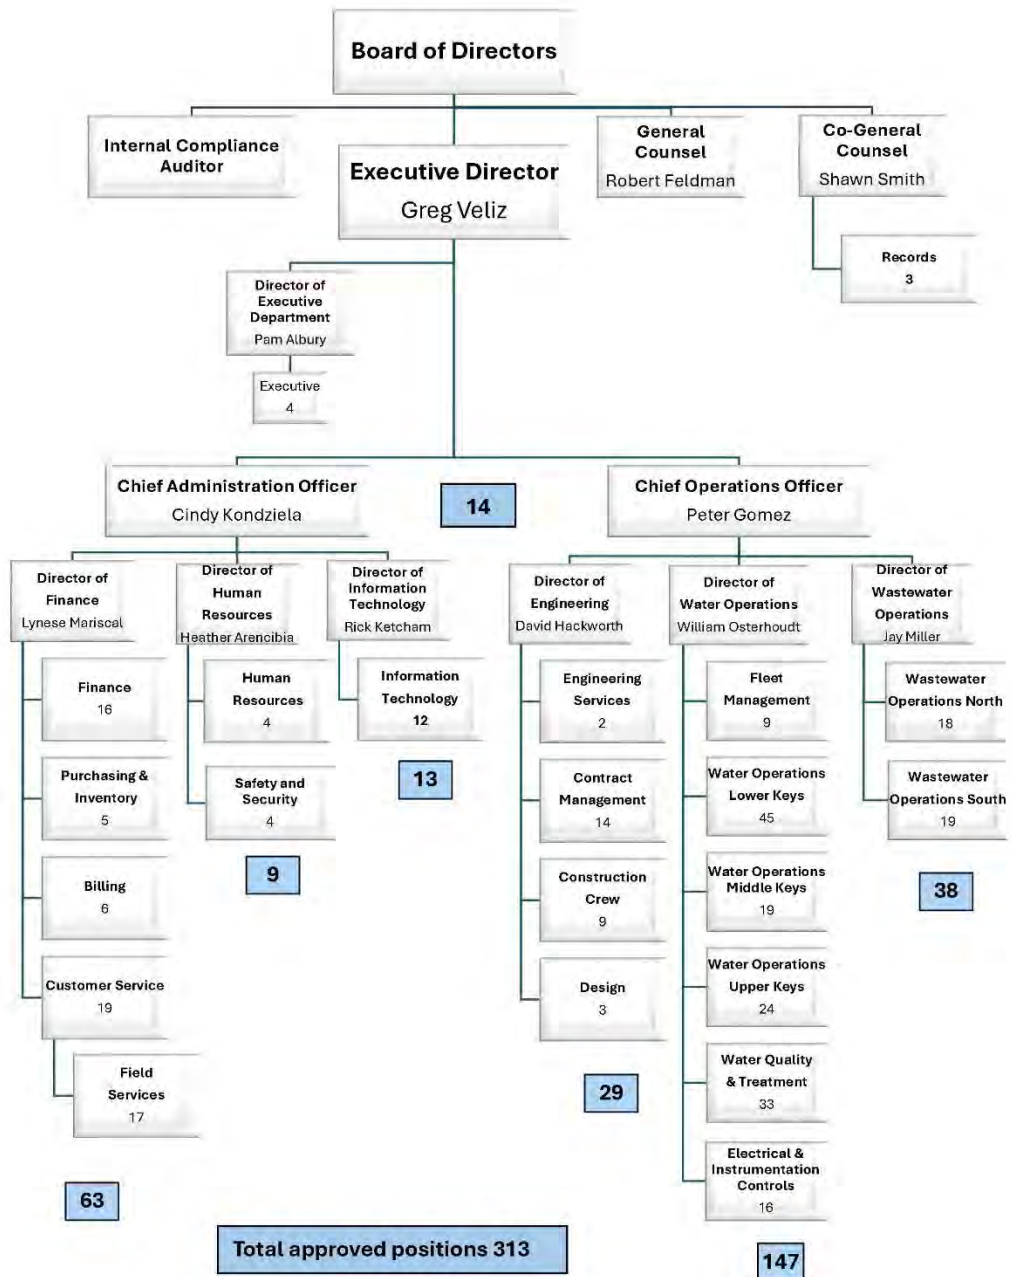 Board of Directors
Internal Compliance
Auditor
Executive Director
Greg Veliz
General
Counsel
Robert Feldman
Co-General
Counsel
Shawn Smith
Records
3
Director of
Executive
Department
Pam Albury
Executive
4
Chief Administration Officer
Cindy Kondziela
14
Chief Operations Officer
Peter Gomez
Director of
Finance
Lynese Mariscal
Finance
16
Purchasing &
Inventory
5
Billing
6
Customer Service
19
Field
Services
17
63
Director of
Human
Resources
Heather Arencibia
Human
Resources
4
Safety and
Security
4
9
Director of
Information
Technology
Rick Ketcham
Information
Technology
12
13
Director of
Engineering
David Hackworth
Engineering
Services
2
Contract
Management
14
Construction
Crew
9
Design
3
29
Director of
Water Operations
William Osterhoudt
Fleet
Management
9
Water Operations
Lower Keys
45
Water Operations
Middle Keys
19
Water Operations
Upper Keys
24
Water Quality
& Treatment
33
Electrical &
Instrumentation
Controls
16
147
Director of
Wastewater
Operations
Jay Miller
Wastewater
Operations North
18
Wastewater
Operations South
19
38
Total approved positions 313